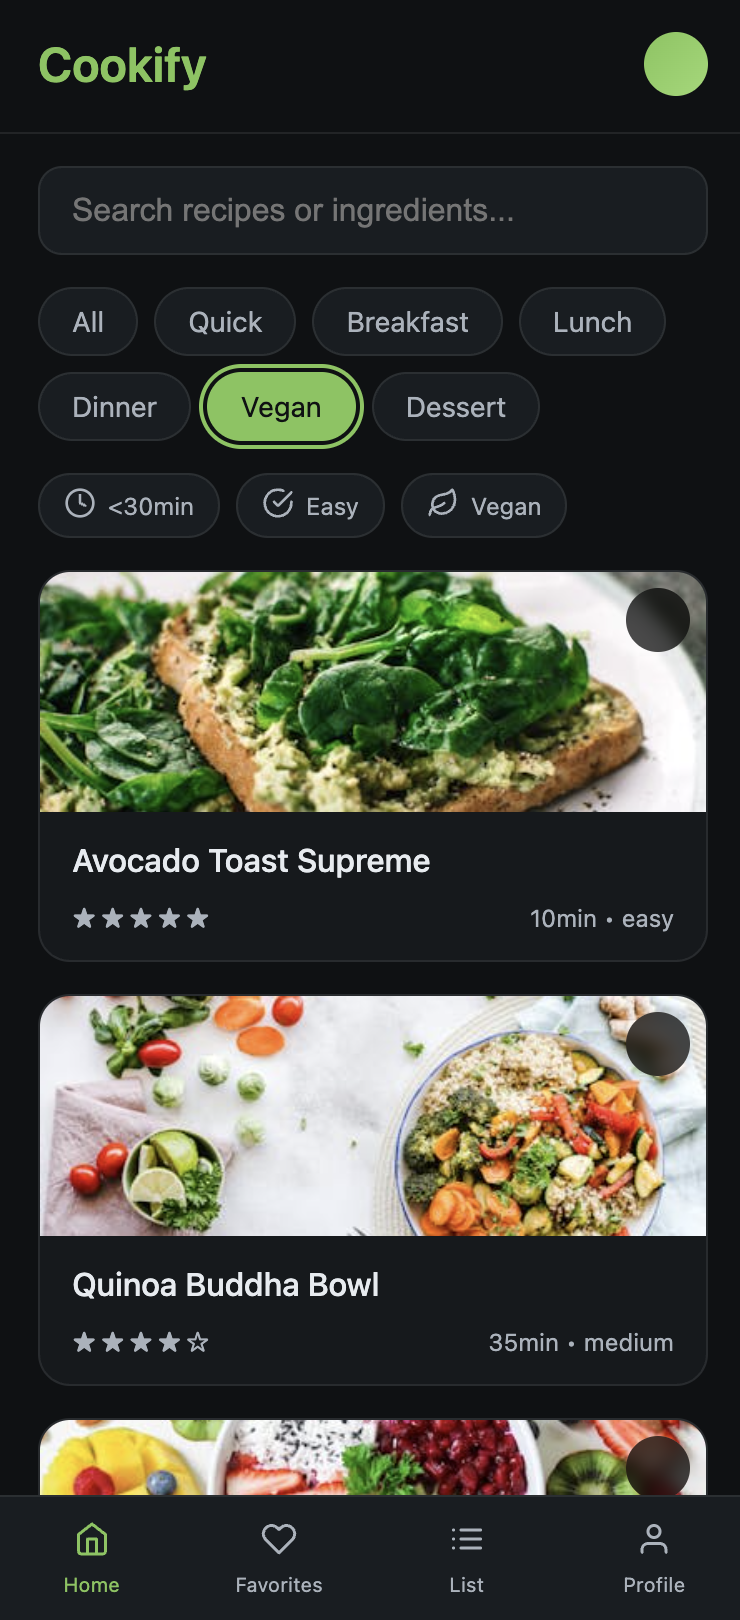 Cookify
Search recipes or ingredients...
All Quick Breakfast Lunch
Dinner Vegan Dessert
<30min Easy Vegan
Avocado Toast Supreme
★★★★★ 10min • easy
Quinoa Buddha Bowl
★★★★☆ 35min • medium
Home Favorites List Profile